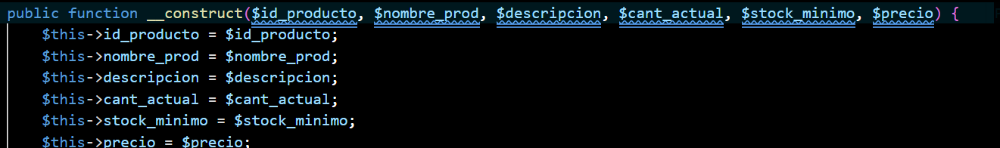 public function __construct($id_producto, $nombre_prod, $descripcion, $cant_actual, $stock_minimo, $precio) {
    $this->id_producto = $id_producto;
    $this->nombre_prod = $nombre_prod;
    $this->descripcion = $descripcion;
    $this->cant_actual = $cant_actual;
    $this->stock_minimo = $stock_minimo;
    $this->precio = $precio;